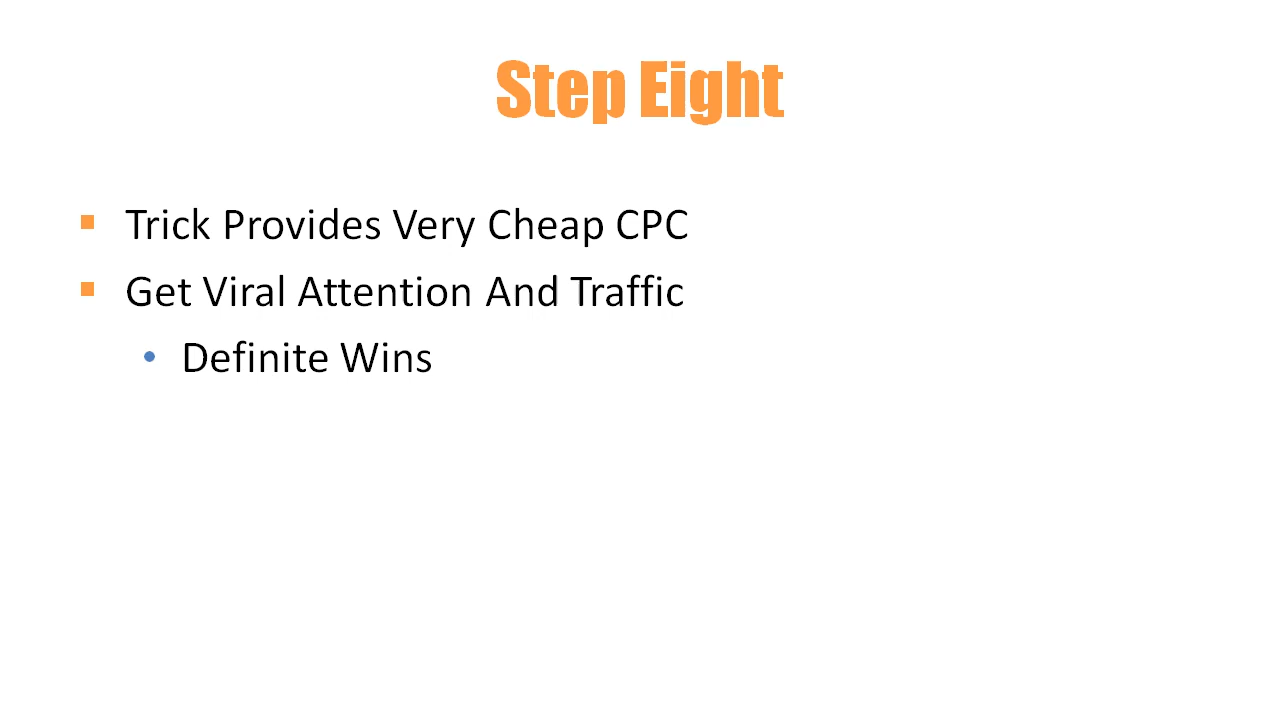 Step Eight
Trick Provides Very Cheap CPC
Get Viral Attention And Traffic
Definite Wins